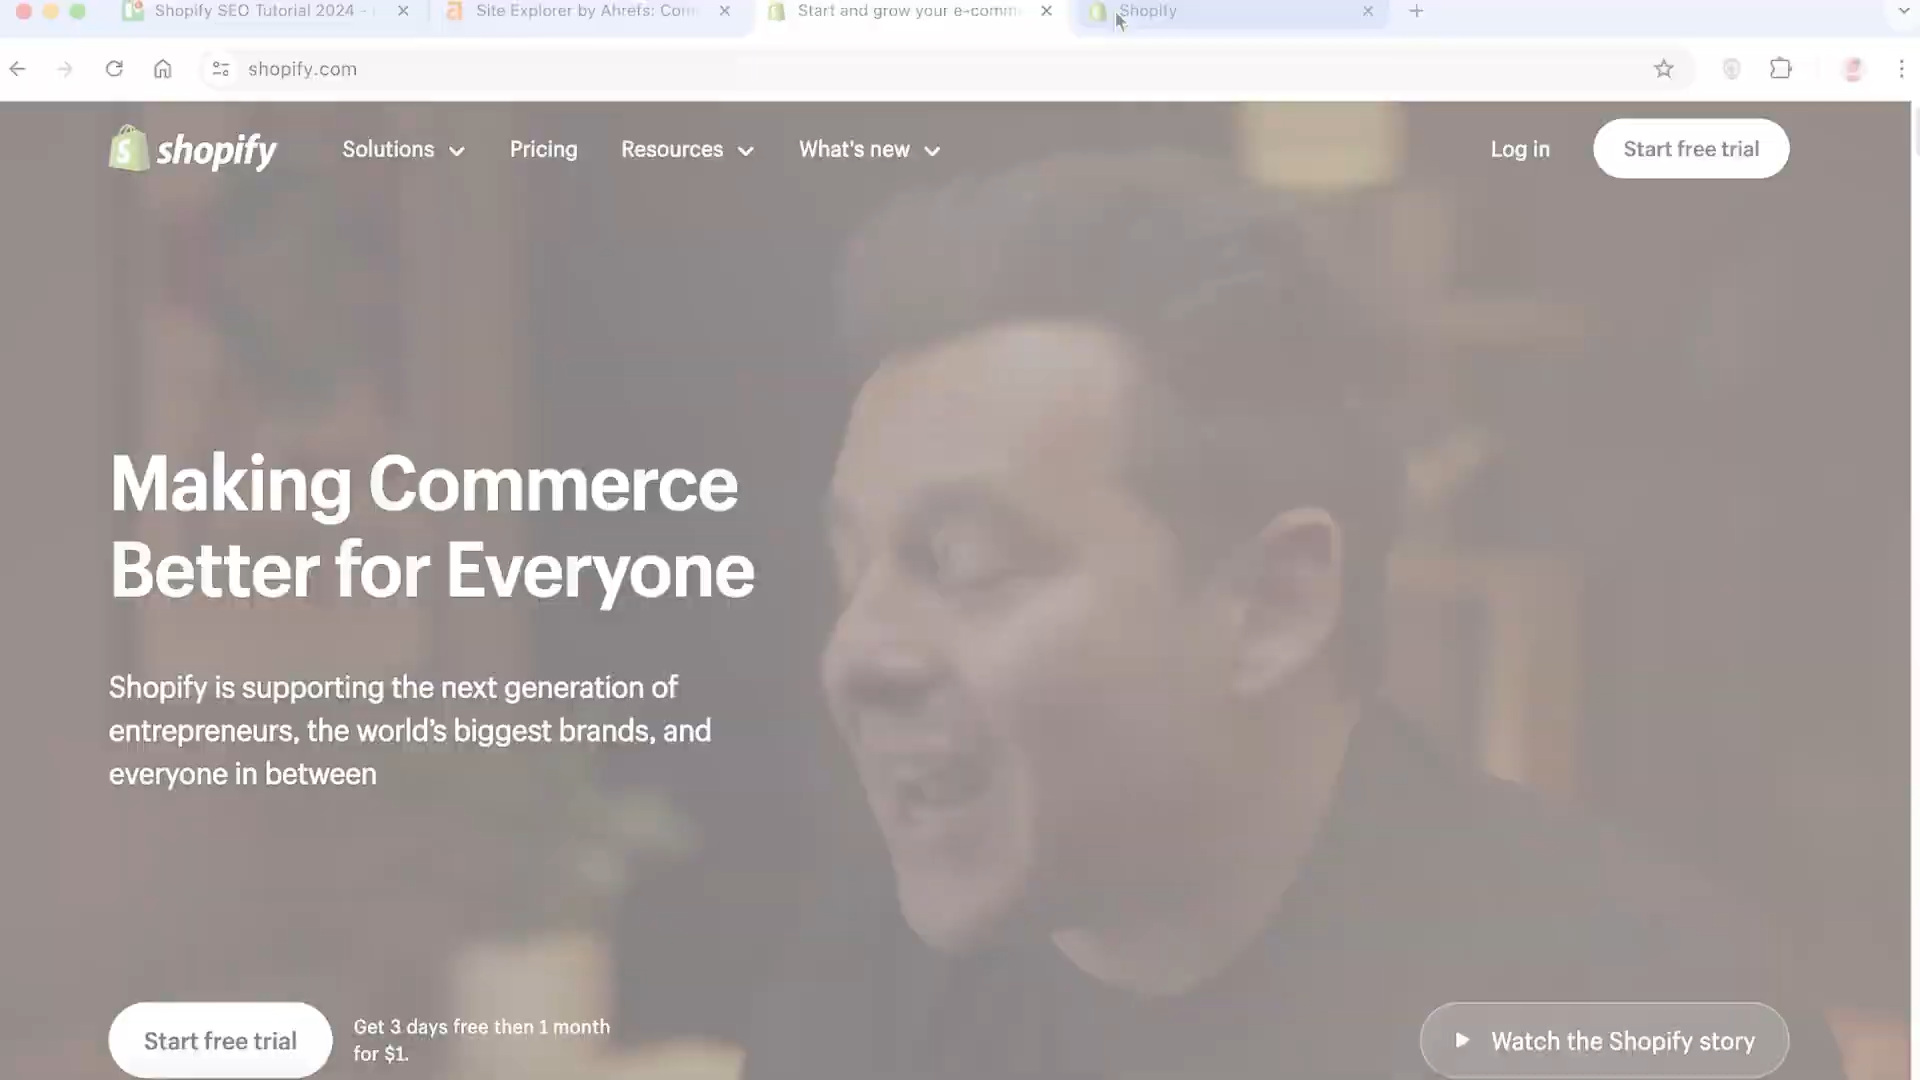 Shopify SEO Tutorial 2024 -
Site Explorer by Ahrefs: Com
Start and grow your e-comm
Shopify
shopify.com
shopify
Solutions
Pricing
Resources
What's new
Log in
Start free trial
Making Commerce
Better for Everyone
Shopify is supporting the next generation of
entrepreneurs, the world’s biggest brands, and
everyone in between
Start free trial
Get 3 days free then 1 month
for $1.
Watch the Shopify story